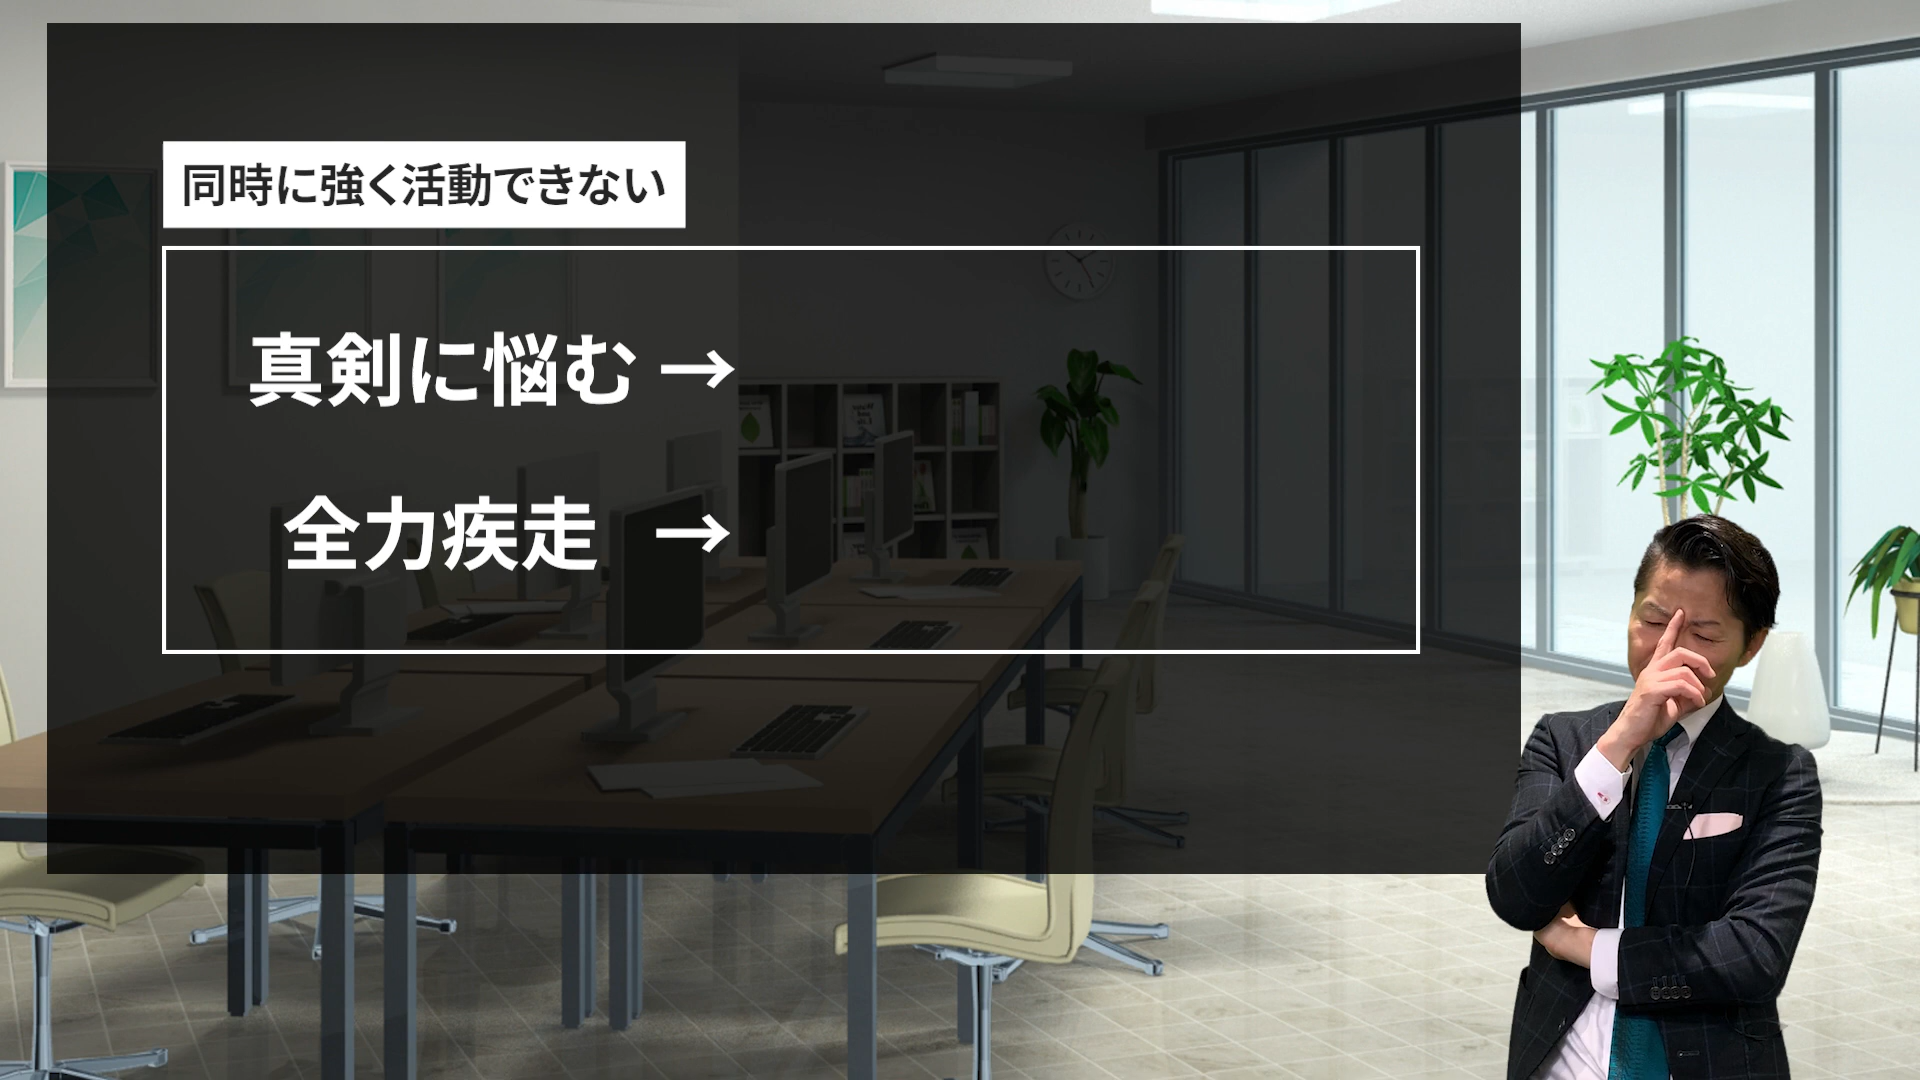 同時に強く活動できない
真剣に悩む →
全力疾走 →